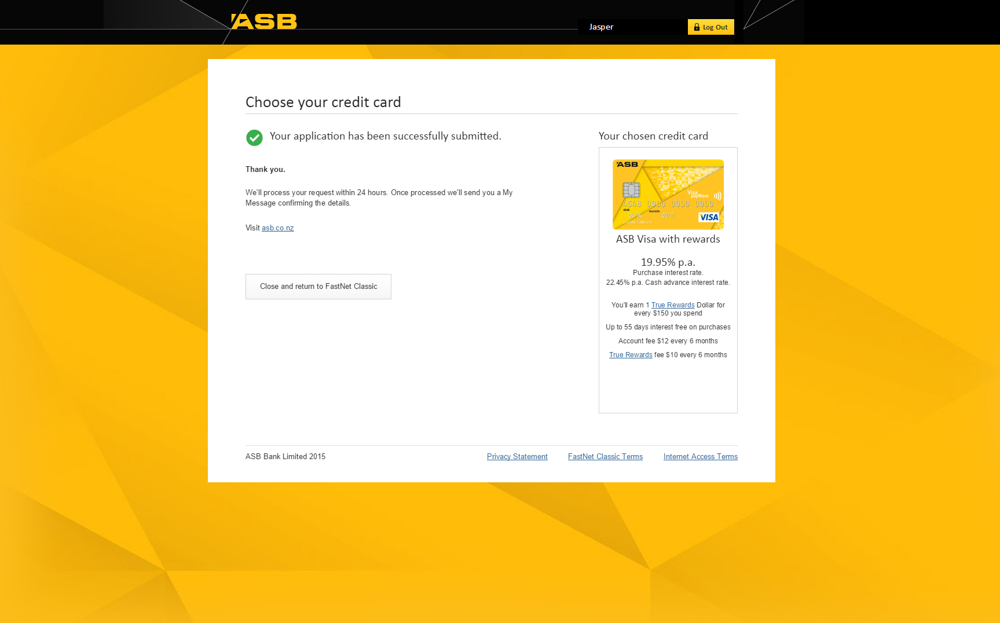 ASB
Jasper
Log Out
Choose your credit card
Your application has been successfully submitted.
Thank you.
We'll process your request within 24 hours. Once processed we'll send you a My
Message confirming the details.
Visit asb.co.nz
Close and return to FastNet Classic
Your chosen credit card
ASB
Visa
payWave
4548 0000 0000 0000
4548
VALID DATES
04/14 02/17
JOHN SMITH
VISA
ASB Visa with rewards
19.95% p.a.
Purchase interest rate.
22.45% p.a. Cash advance interest rate.
You'll earn 1 True Rewards Dollar for
every $150 you spend
Up to 55 days interest free on purchases
Account fee $12 every 6 months
True Rewards fee $10 every 6 months
ASB Bank Limited 2015
Privacy Statement
FastNet Classic Terms
Internet Access Terms